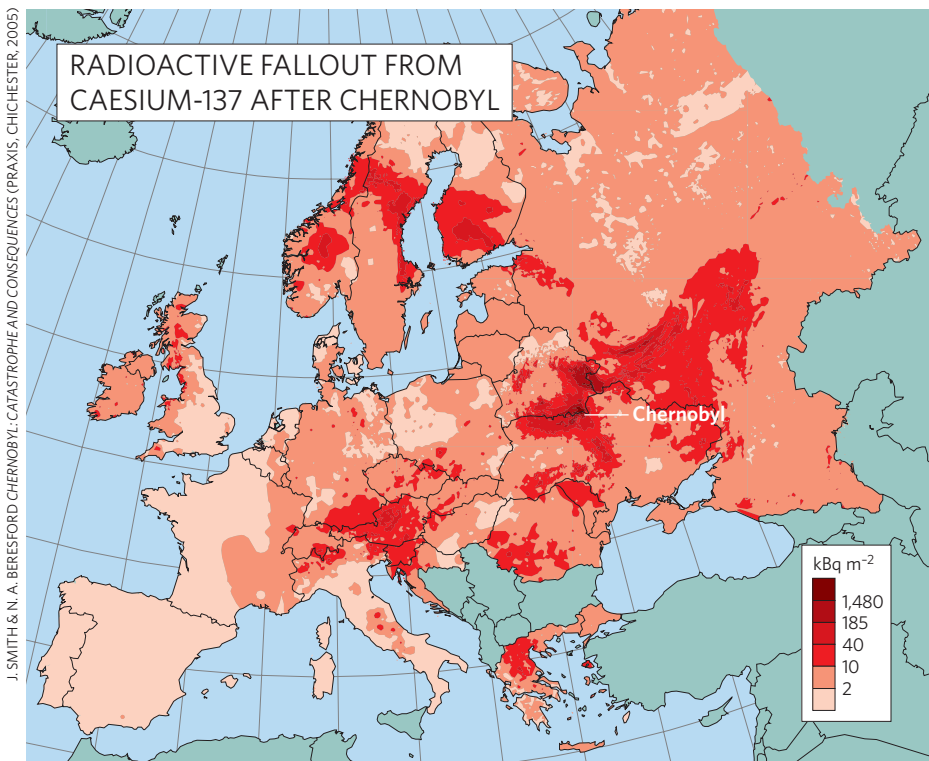 J. SMITH & N. A. BERESFORD CHERNOBYL: CATASTROPHE AND CONSEQUENCES (PRAXIS, CHICHESTER, 2005)
RADIOACTIVE FALLOUT FROM
CAESIUM-137 AFTER CHERNOBYL
Chernobyl
kBq m⁻²
1,480
185
40
10
2